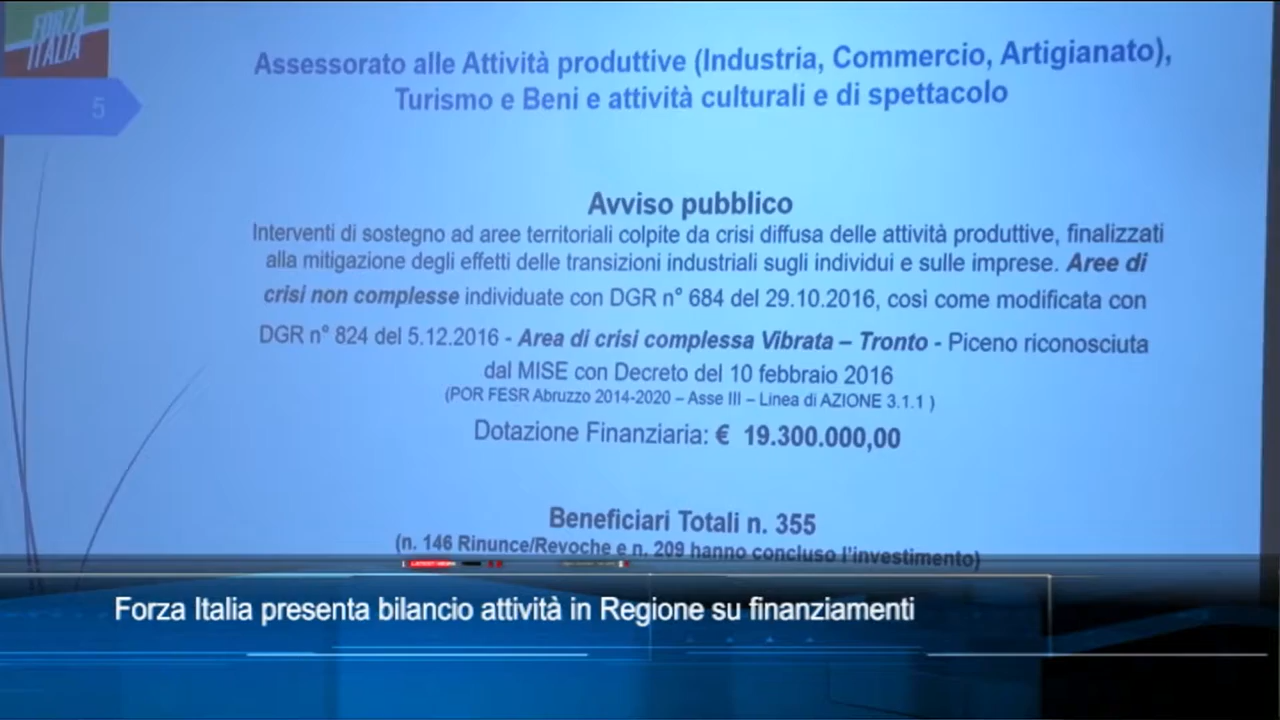 FORZA
ITALIA
5
Assessorato alle Attività produttive (Industria, Commercio, Artigianato),
Turismo e Beni e attività culturali e di spettacolo
Avviso pubblico
Interventi di sostegno ad aree territoriali colpite da crisi diffusa delle attività produttive, finalizzati
alla mitigazione degli effetti delle transizioni industriali sugli individui e sulle imprese. Aree di
crisi non complesse individuate con DGR n° 684 del 29.10.2016, così come modificata con
DGR n° 824 del 5.12.2016 - Area di crisi complessa Vibrata – Tronto - Piceno riconosciuta
dal MISE con Decreto del 10 febbraio 2016
(POR FESR Abruzzo 2014-2020 – Asse III – Linea di AZIONE 3.1.1 )
Dotazione Finanziaria: € 19.300.000,00
Beneficiari Totali n. 355
(n. 146 Rinunce/Revoche e n. 209 hanno concluso l'investimento)
LATEST NEWS
Forza Italia presenta bilancio attività in Regione su finanziamenti